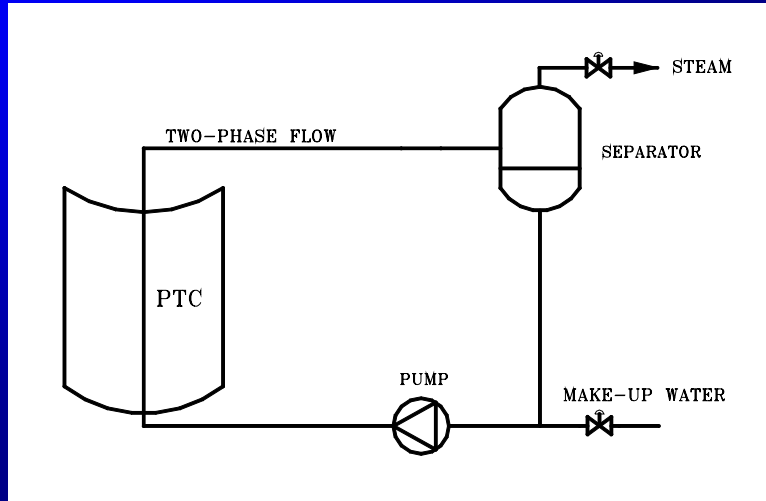 STEAM
TWO-PHASE FLOW
SEPARATOR
PTC
PUMP
MAKE-UP WATER